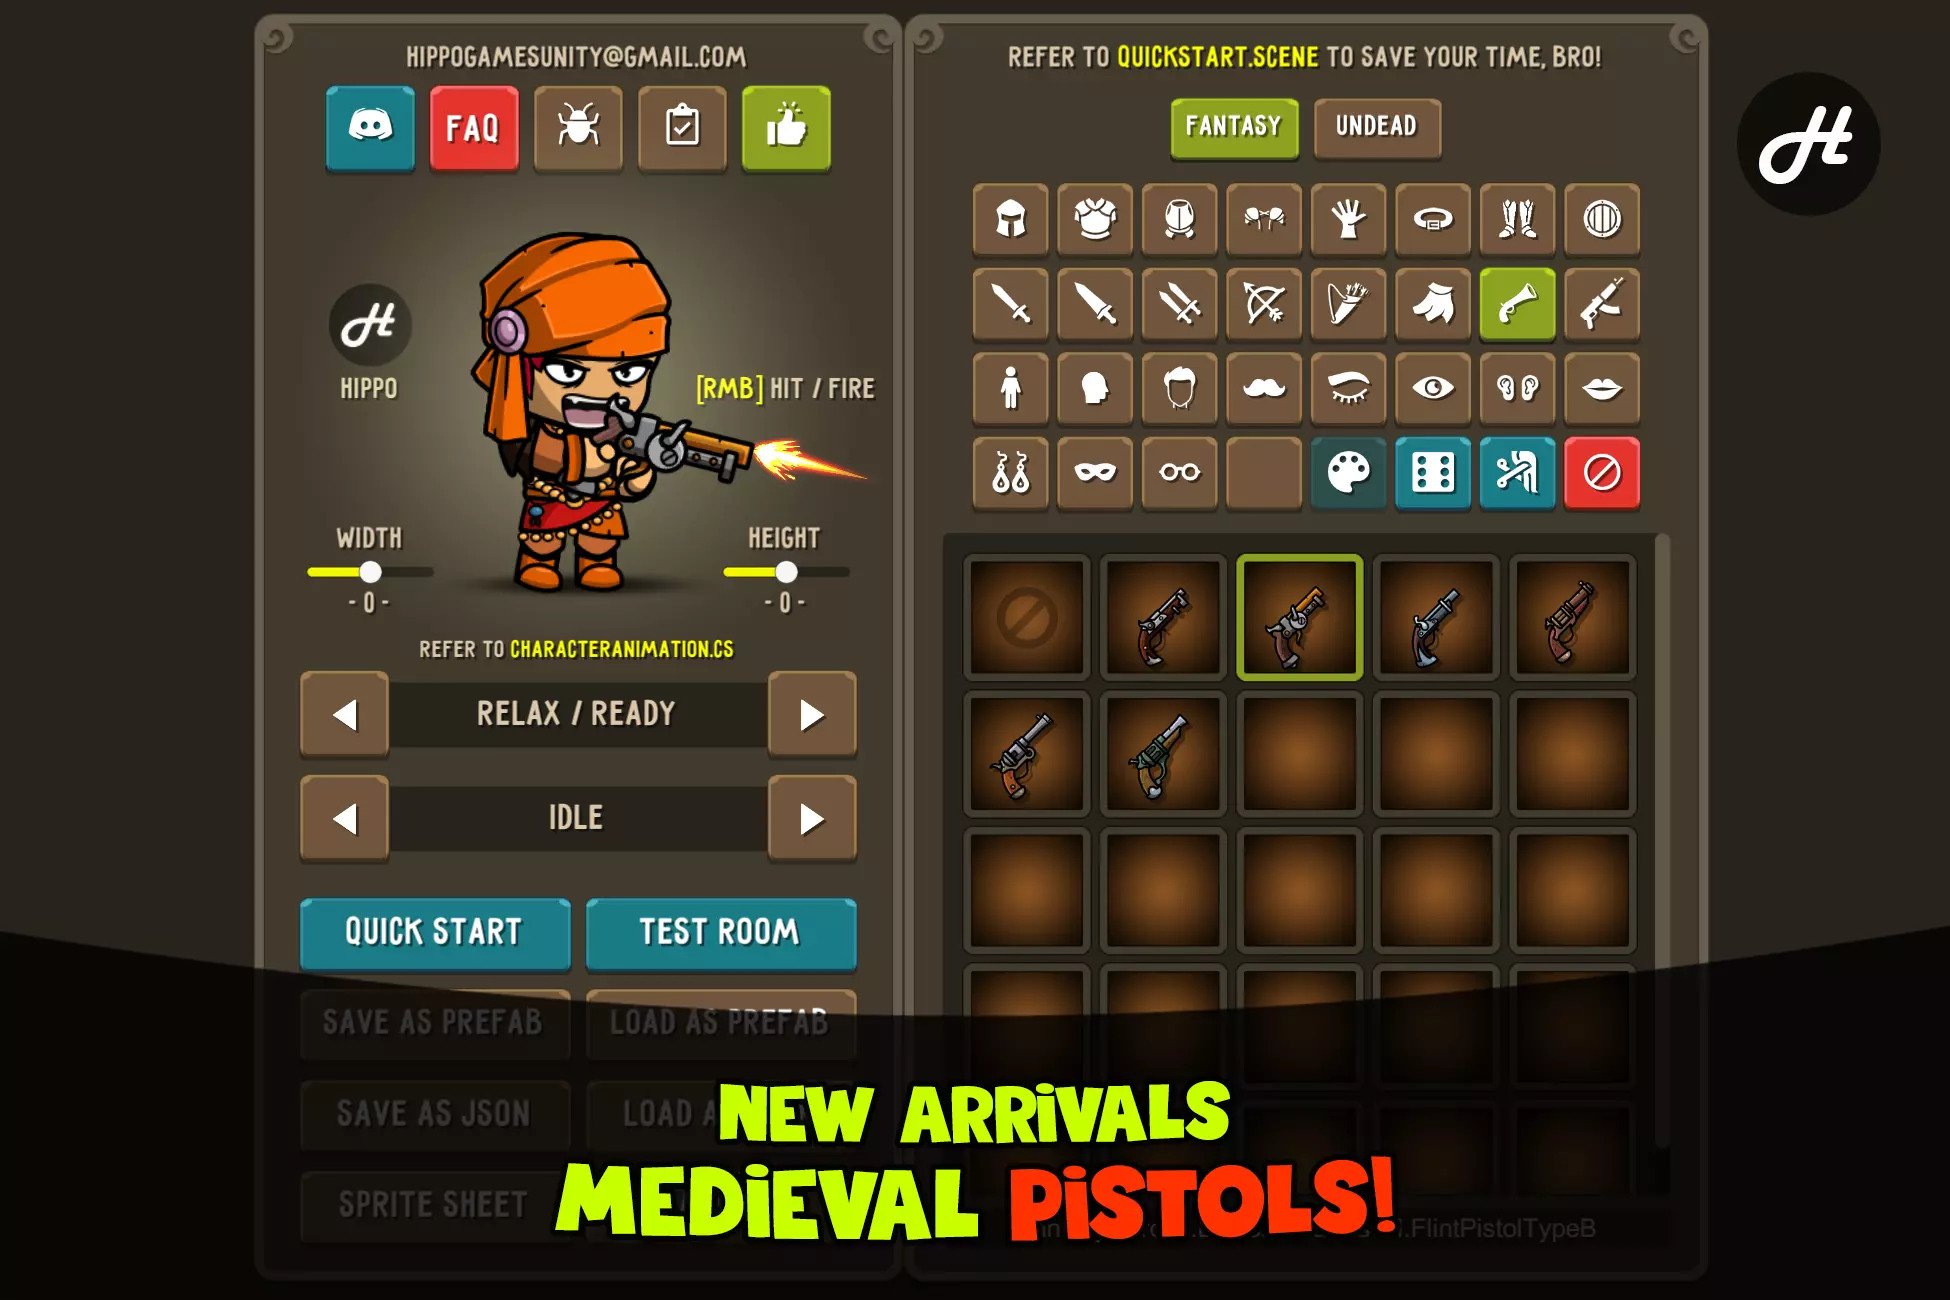 HIPPOGAMESUNITY@GMAIL.COM
FAQ
HIPPO
[RMB] HIT / FIRE
WIDTH
- 0 -
HEIGHT
- 0 -
REFER TO CHARACTERANIMATION.CS
RELAX / READY
IDLE
QUICK START
TEST ROOM
SAVE AS PREFAB
LOAD AS PREFAB
SAVE AS JSON
LOAD
SPRITE SHEET
REFER TO QUICKSTART.SCENE TO SAVE YOUR TIME, BRO!
FANTASY
UNDEAD
H
NEW ARRIVALS
MEDIEVAL PISTOLS!
.FlintPistolTypeB